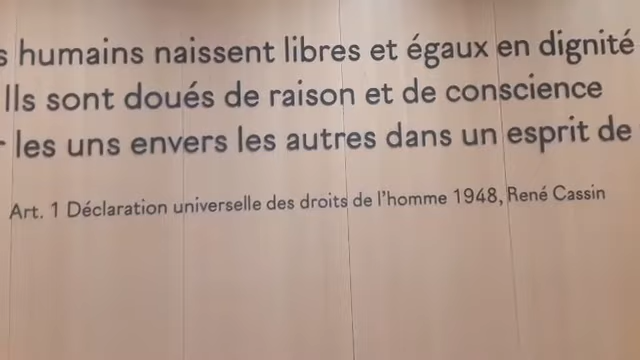 humains naissent libres et égaux en dignité
Ils sont doués de raison et de conscience
les uns envers les autres dans un esprit de
Art. 1 Déclaration universelle des droits de l'homme 1948, René Cassin